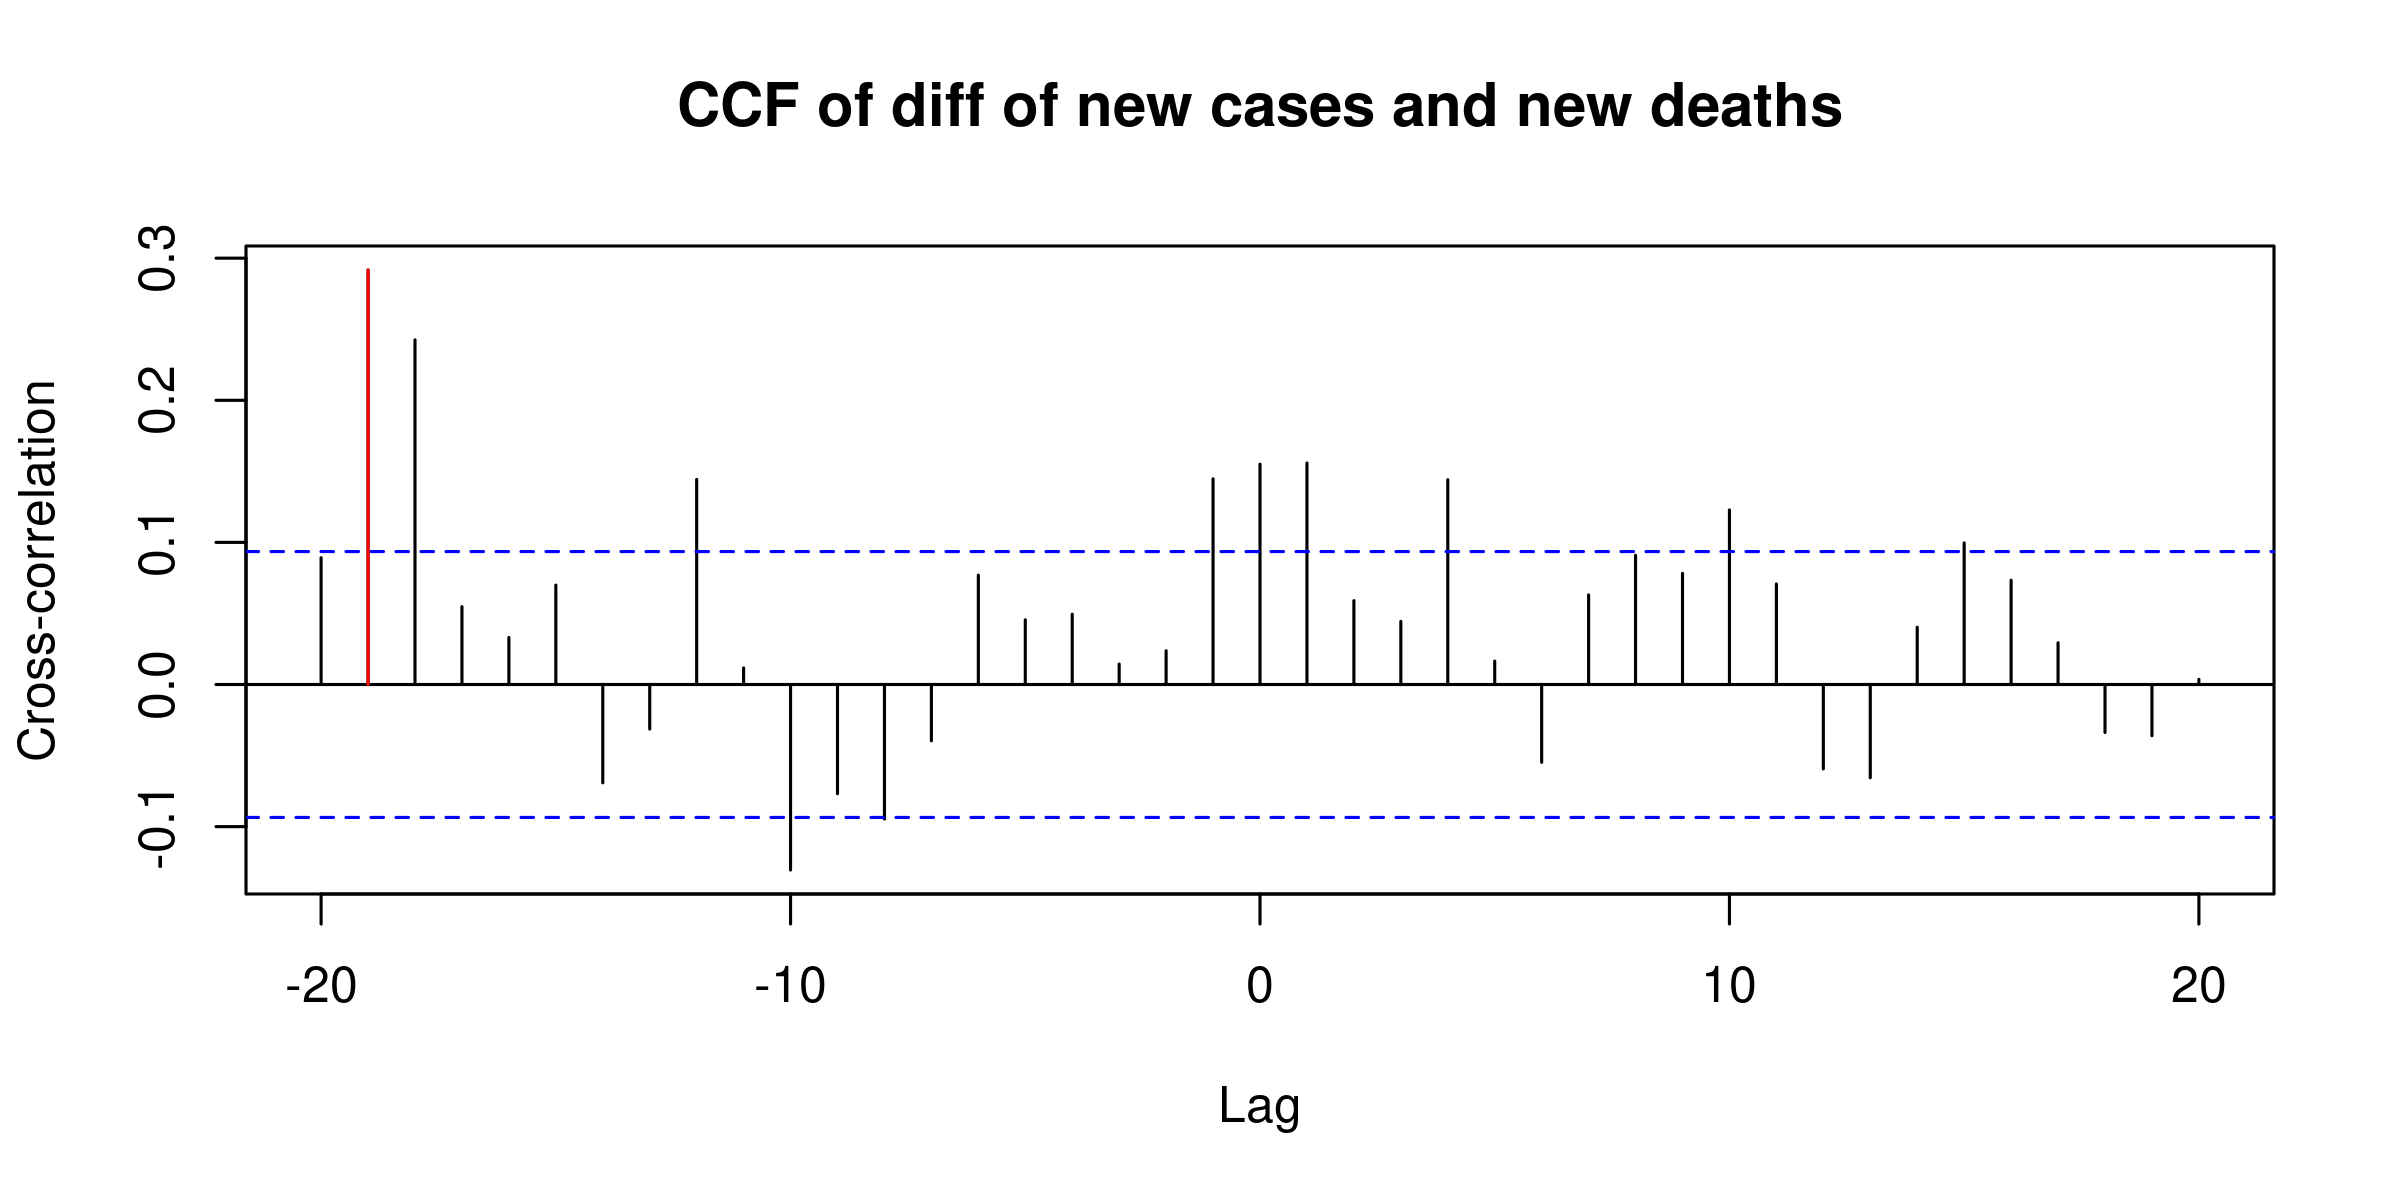 CCF of diff of new cases and new deaths
Cross-correlation
0.3
0.2
0.1
0.0
-0.1
-20 -10 0 10 20
Lag